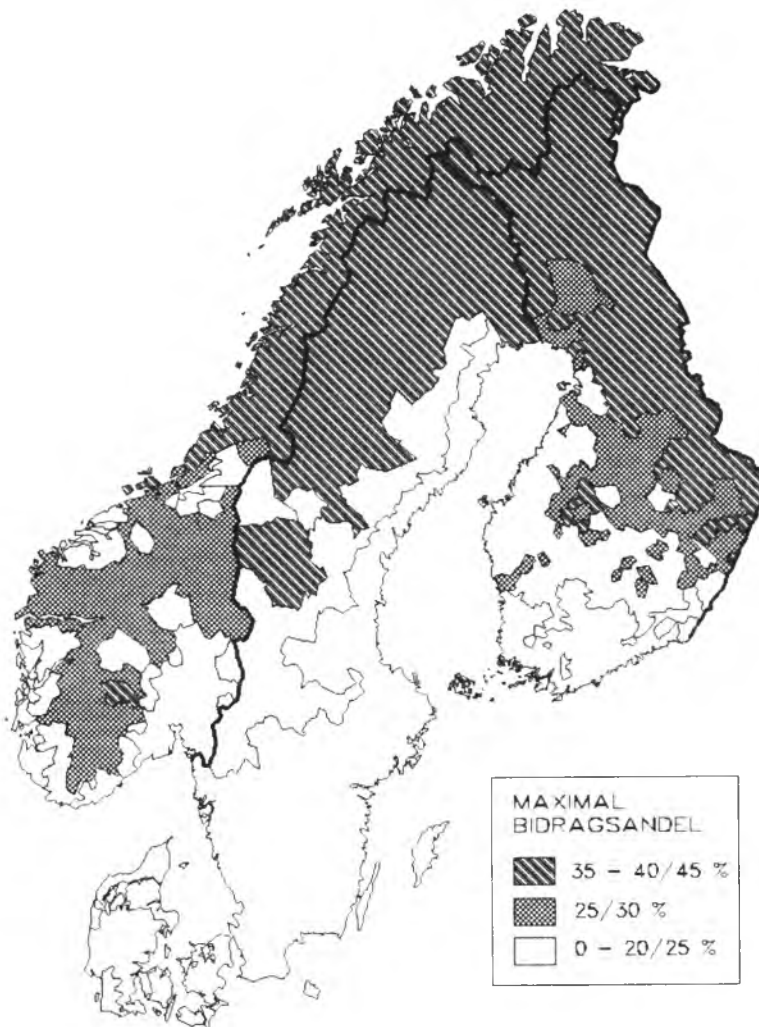 MAXIMAL
BIDRAGSANDEL
35 – 40/45 %
25/30 %
0 – 20/25 %